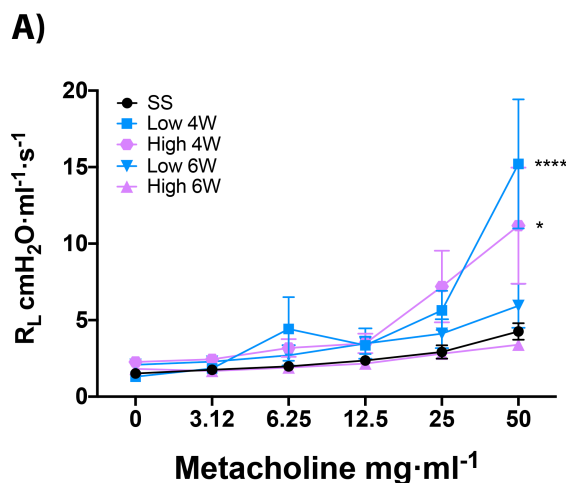 A)
20
15
10
5
0
R_L cmH₂O·ml⁻¹·s⁻¹
SS
Low 4W
High 4W
Low 6W
High 6W
****
*
0 3.12 6.25 12.5 25 50
Metacholine mg·ml⁻¹